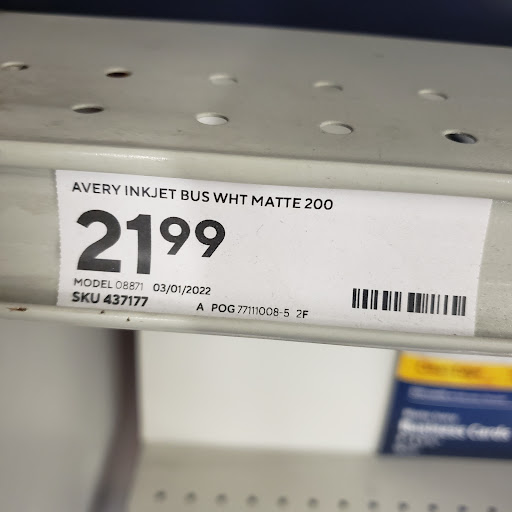 AVERY INKJET BUS WHT MATTE 200
2199
MODEL 08871 03/01/2022
SKU 437177
A POG 77111008-5 2F
Business Cards